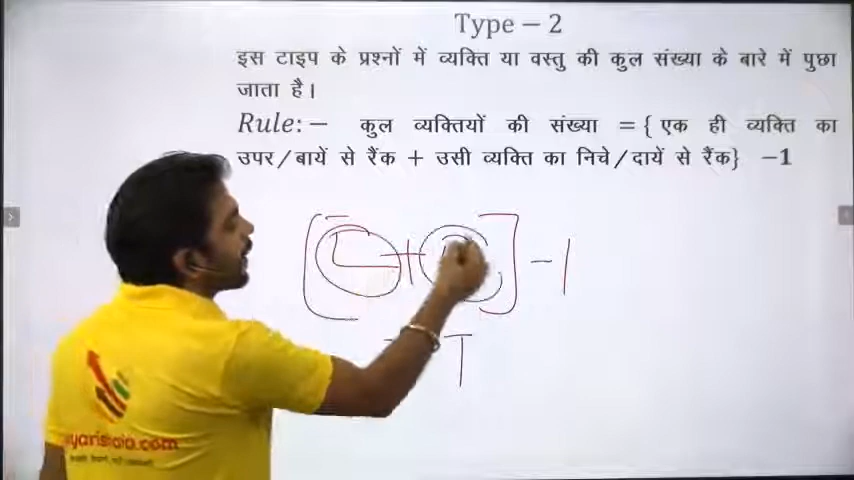 Type – 2
इस टाइप के प्रश्नों में व्यक्ति या वस्तु की कुल संख्या के बारे में पुछा
जाता है।
Rule:– कुल व्यक्तियों की संख्या ={ एक ही व्यक्ति का
उपर/बायें से रैंक + उसी व्यक्ति का निचे/दायें से रैंक} –1
[L + ] – 1
T